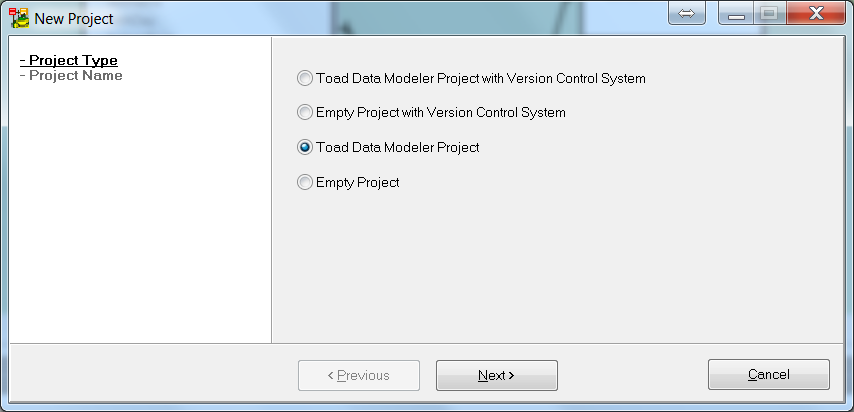 New Project
- Project Type
- Project Name
Toad Data Modeler Project with Version Control System
Empty Project with Version Control System
Toad Data Modeler Project
Empty Project
< Previous
Next >
Cancel